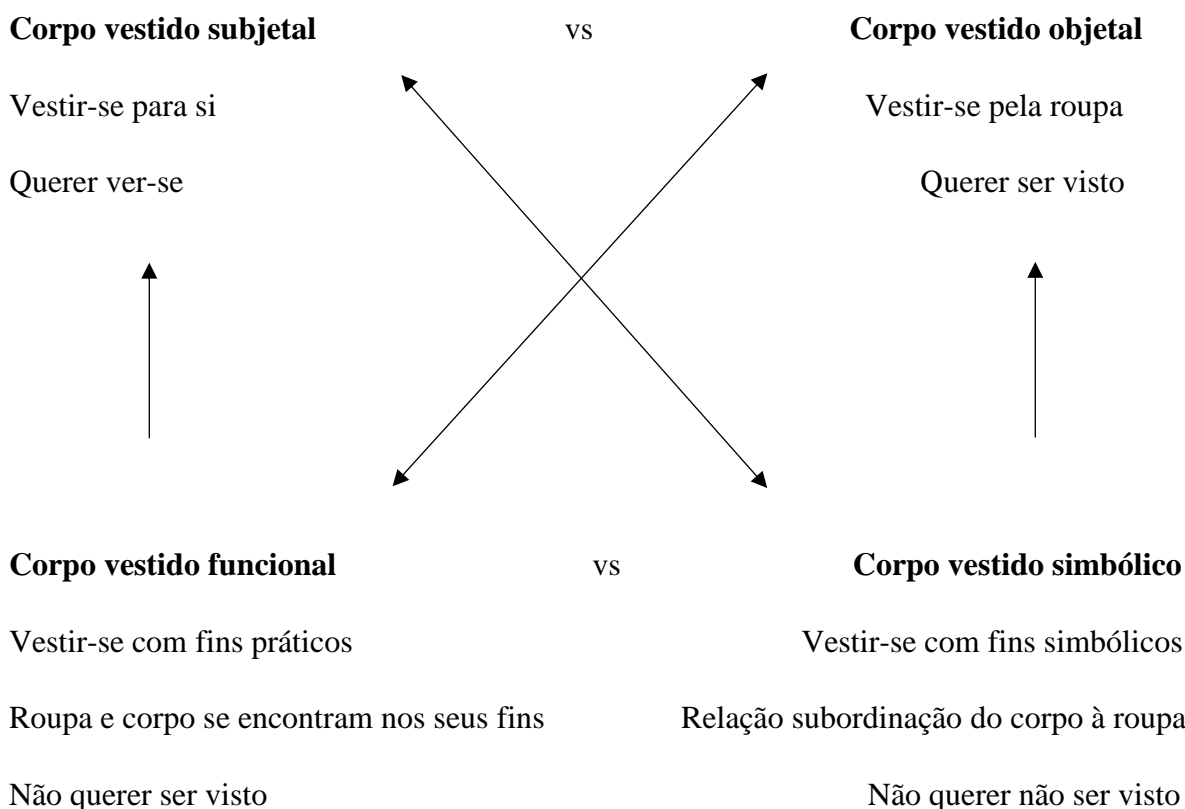 Corpo vestido subjetal vs Corpo vestido objetal
Vestir-se para si Vestir-se pela roupa
Querer ver-se Querer ser visto
Corpo vestido funcional vs Corpo vestido simbólico
Vestir-se com fins práticos Vestir-se com fins simbólicos
Roupa e corpo se encontram nos seus fins Relação subordinação do corpo à roupa
Não querer ser visto Não querer não ser visto